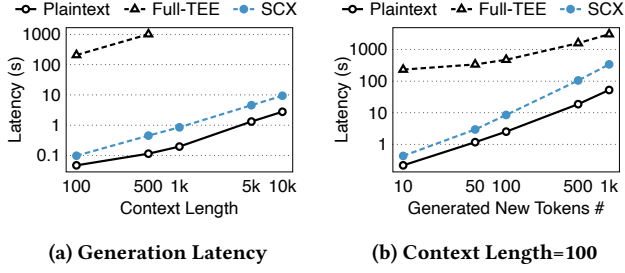 Plaintext Full-TEE SCX
Plaintext Full-TEE SCX
Latency (s)
1000
100
10
1
0.1
100 500 1k 5k 10k
Context Length
(a) Generation Latency
Latency (s)
1000
100
10
1
10 50 100 500 1k
Generated New Tokens #
(b) Context Length=100